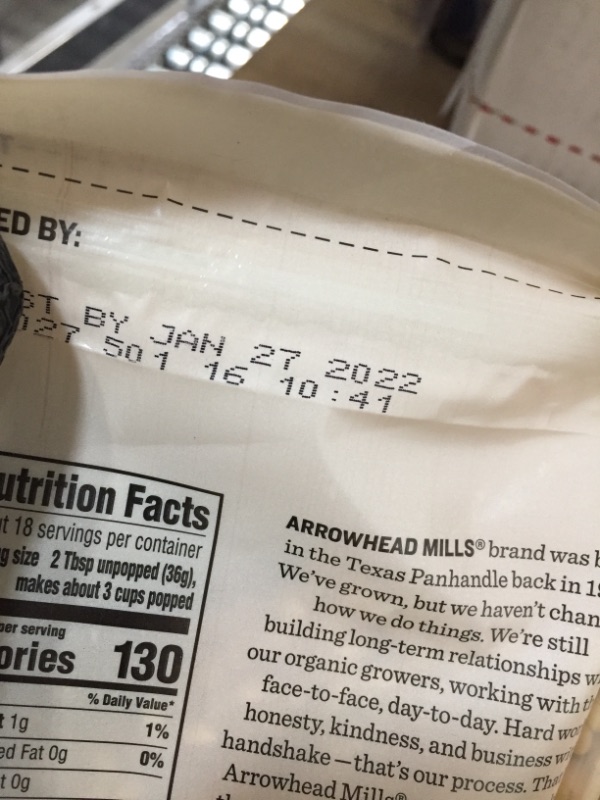 ED BY:
ST BY JAN 27 2022
127 501 16 10:41
utrition Facts
t 18 servings per container
g size 2 Tbsp unpopped (36g),
makes about 3 cups popped
per serving
ories 130
% Daily Value*
t 1g 1%
ed Fat 0g 0%
t 0g
ARROWHEAD MILLS® brand was b
in the Texas Panhandle back in 19
We've grown, but we haven't chan
how we do things. We're still
building long-term relationships w
our organic growers, working with t
face-to-face, day-to-day. Hard wo
honesty, kindness, and business w
handshake—that's our process. Tha
Arrowhead Mills®